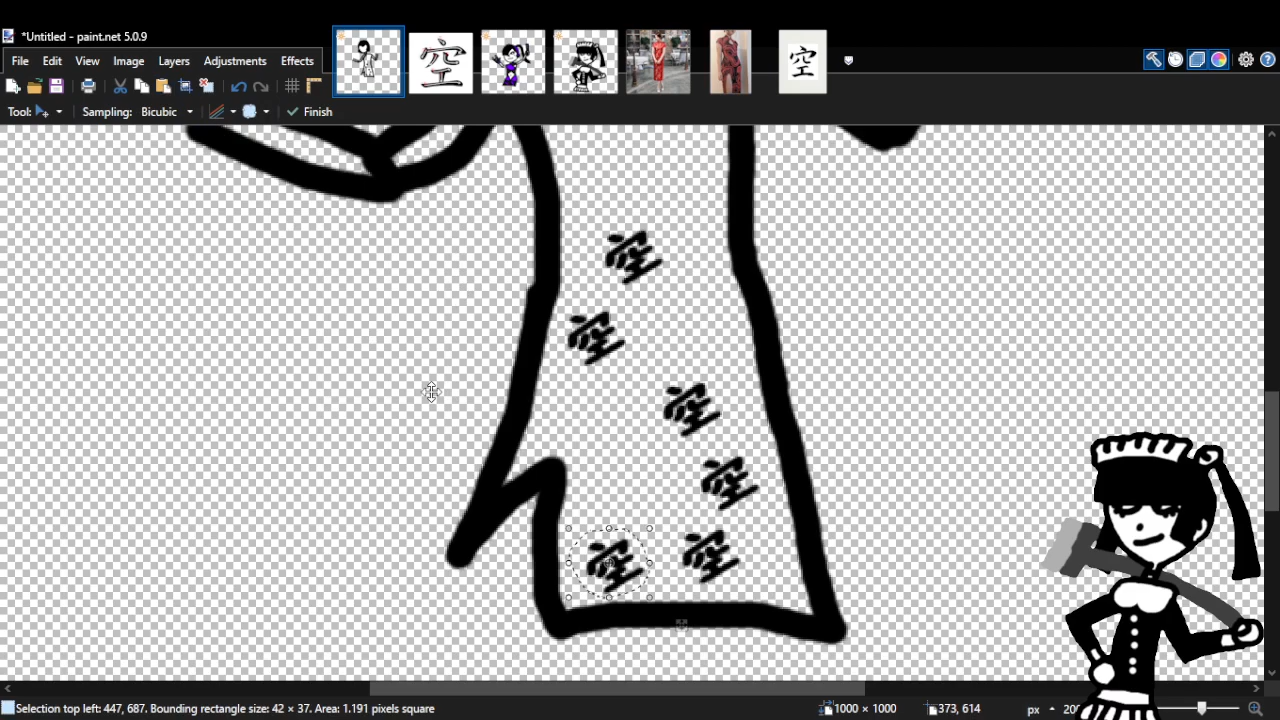 *Untitled - paint.net 5.0.9
File Edit View Image Layers Adjustments Effects
空
空
Tool: Sampling: Bicubic Finish
空
空
空
空
空
空
Selection top left: 447, 687. Bounding rectangle size: 42 × 37. Area: 1.191 pixels square
1000 × 1000
373, 614
px